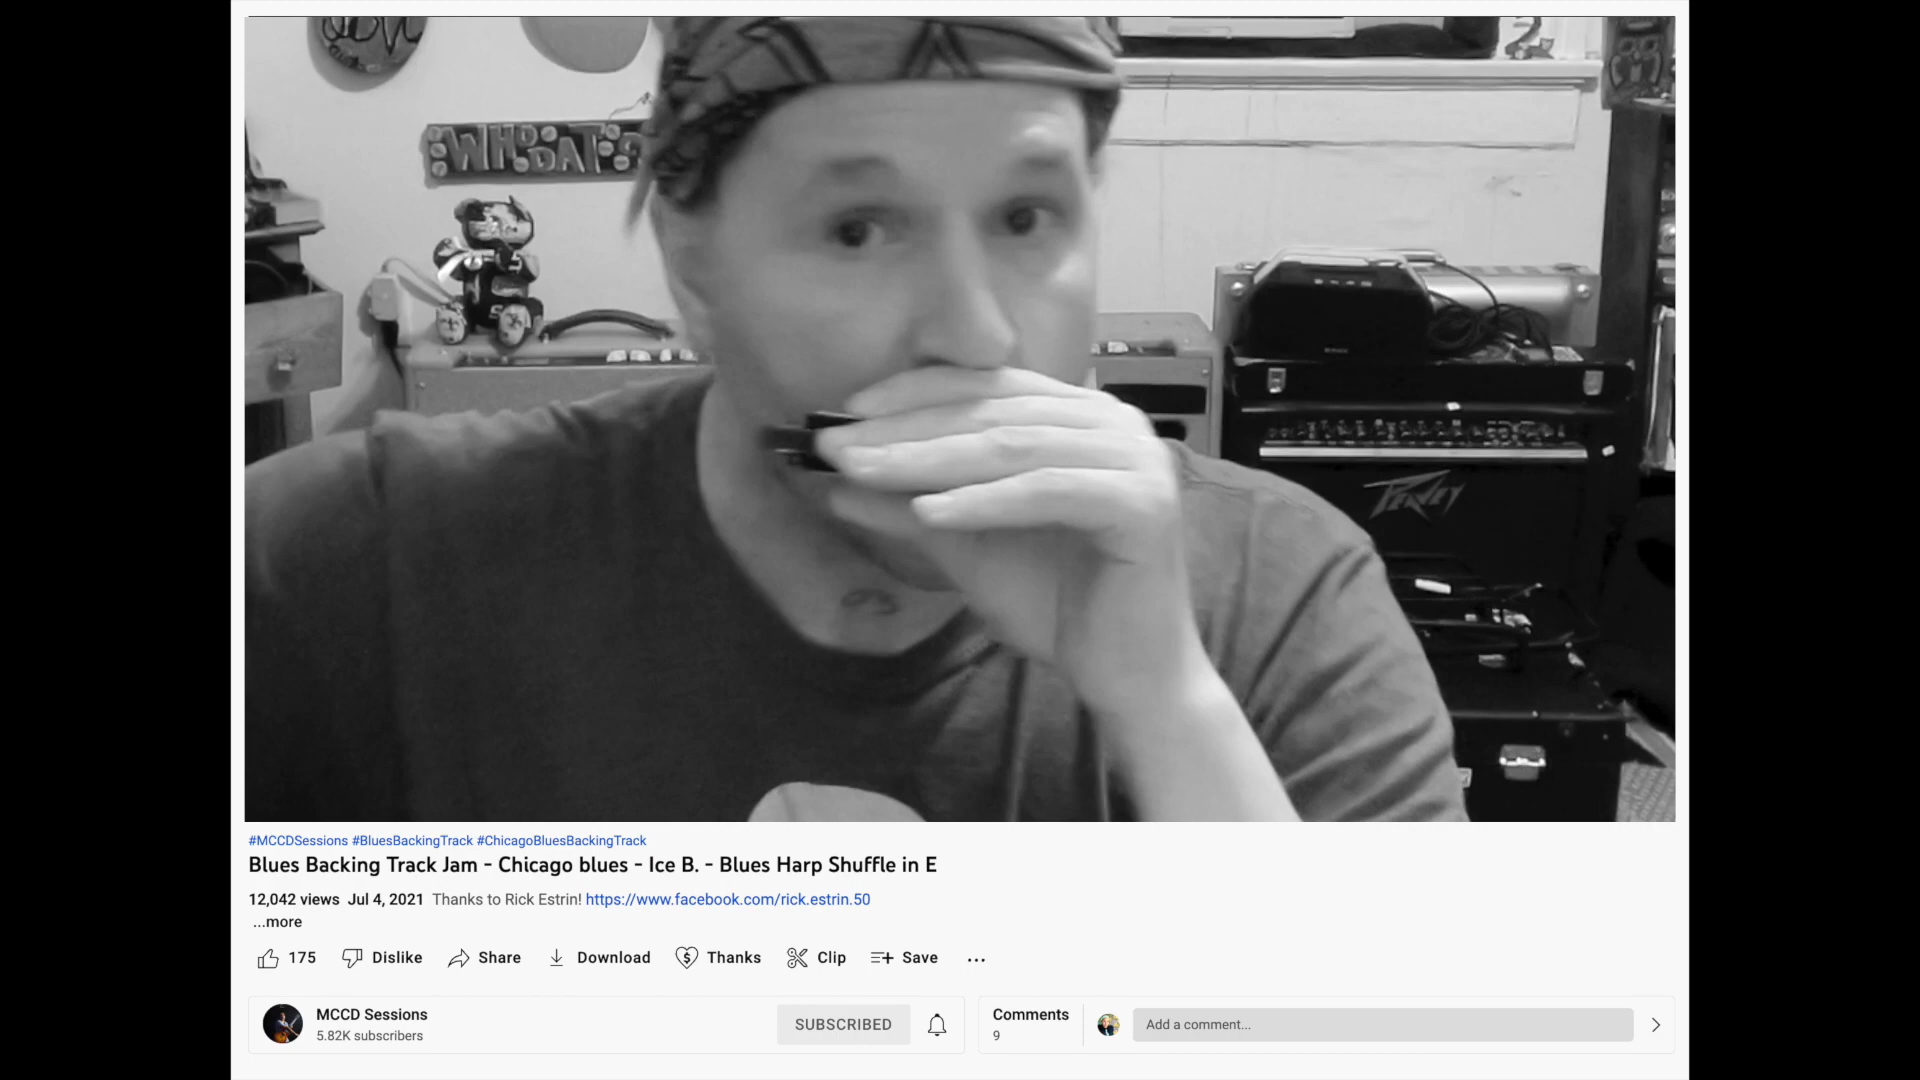 WHO DAT?
PEAVEY
#MCCDSessions #BluesBackingTrack #ChicagoBluesBackingTrack
Blues Backing Track Jam - Chicago blues - Ice B. - Blues Harp Shuffle in E
12,042 views Jul 4, 2021 Thanks to Rick Estrin! https://www.facebook.com/rick.estrin.50
...more
175 Dislike Share Download Thanks Clip Save ...
MCCD Sessions
5.82K subscribers
SUBSCRIBED
Comments
9
Add a comment...